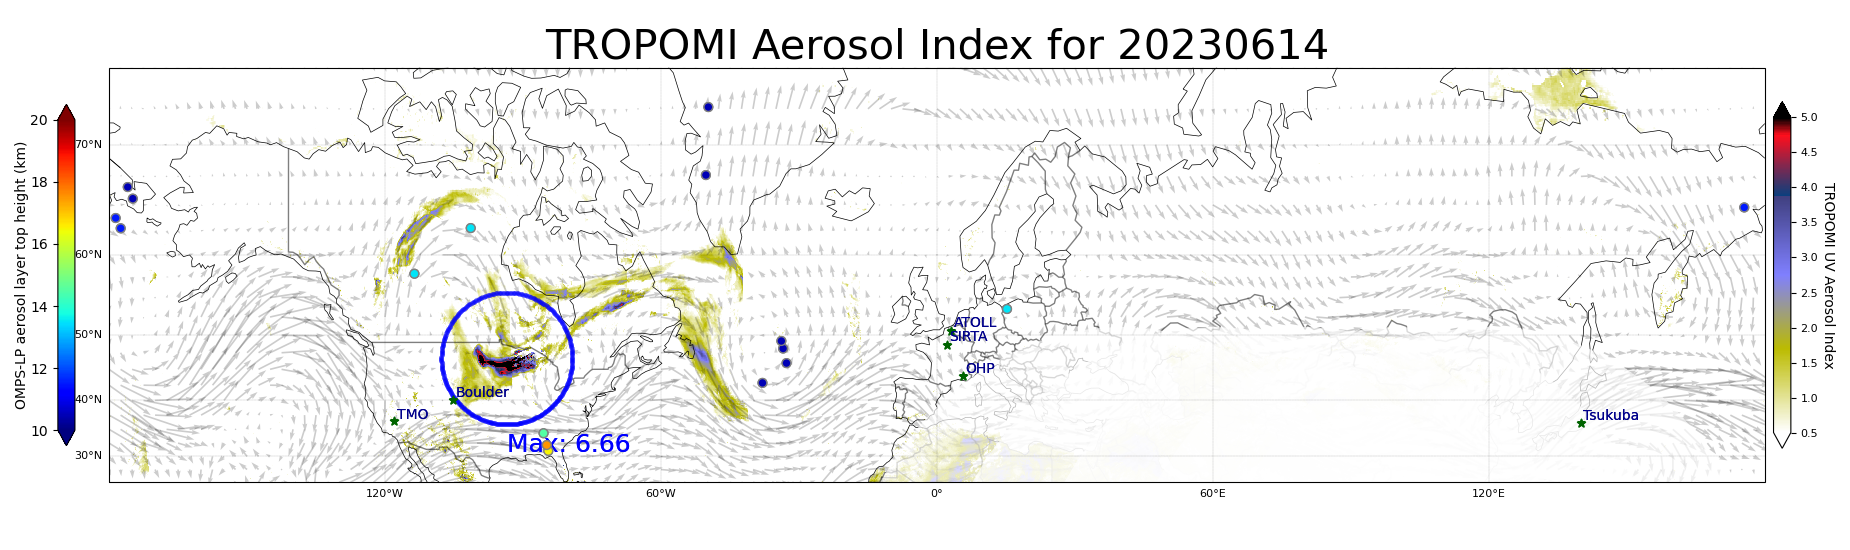 TROPOMI Aerosol Index for 20230614
OMPS-LP aerosol layer top height (km)
20
18
16
14
12
10
70°N
60°N
50°N
40°N
30°N
120°W
60°W
0°
60°E
120°E
ATOLL
SIRTA
OHP
Boulder
TMO
Tsukuba
Max: 6.66
5.0
4.5
4.0
3.5
3.0
2.5
2.0
1.5
1.0
0.5
TROPOMI UV Aerosol Index